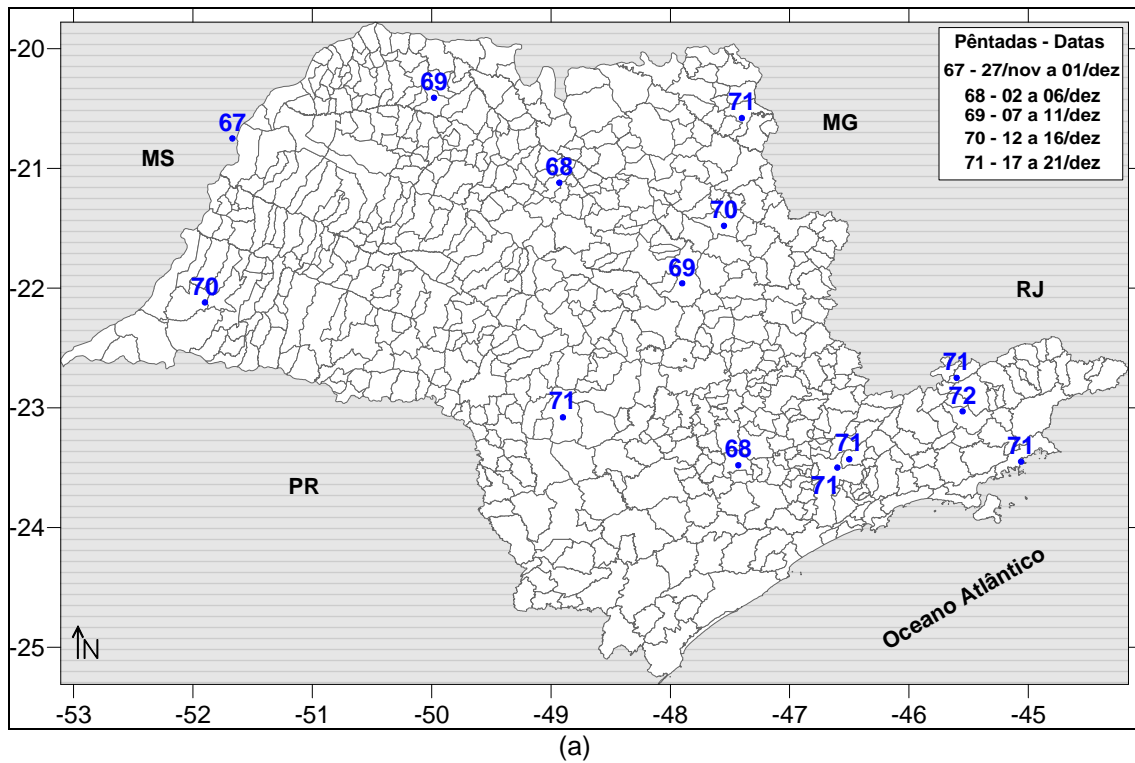 Pêntadas - Datas
67 - 27/nov a 01/dez
68 - 02 a 06/dez
69 - 07 a 11/dez
70 - 12 a 16/dez
71 - 17 a 21/dez
-20
-21
-22
-23
-24
-25
69
71
67
MG
MS
68
70
69
70
RJ
71
72
71
68
71
71
71
PR
Oceano Atlântico
N
-53 -52 -51 -50 -49 -48 -47 -46 -45
(a)